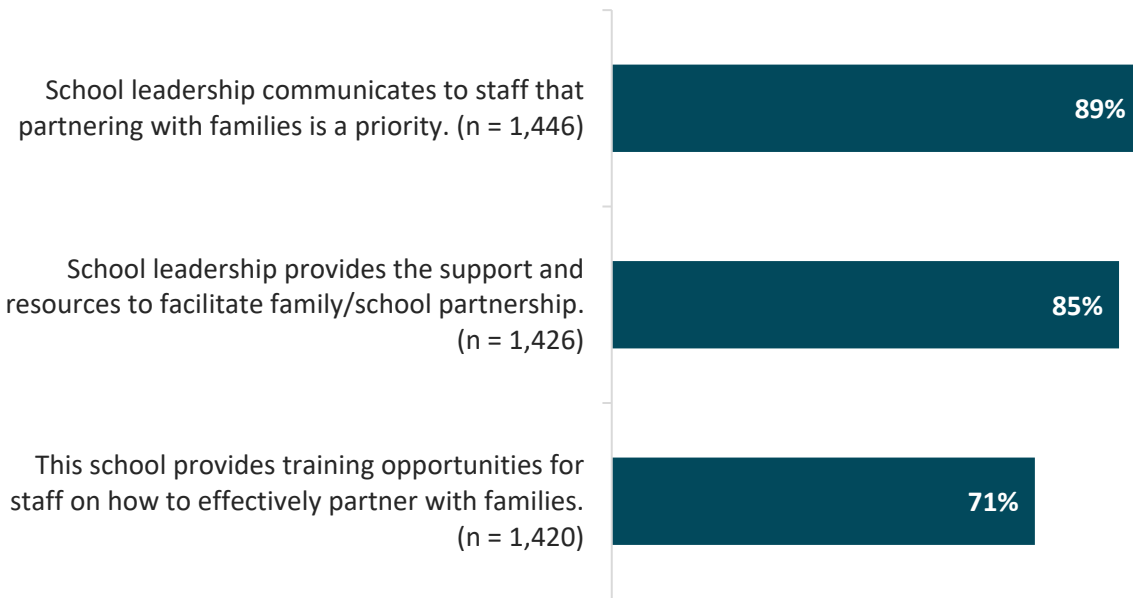 School leadership communicates to staff that
partnering with families is a priority. (n = 1,446)
89%
School leadership provides the support and
resources to facilitate family/school partnership.
(n = 1,426)
85%
This school provides training opportunities for
staff on how to effectively partner with families.
(n = 1,420)
71%